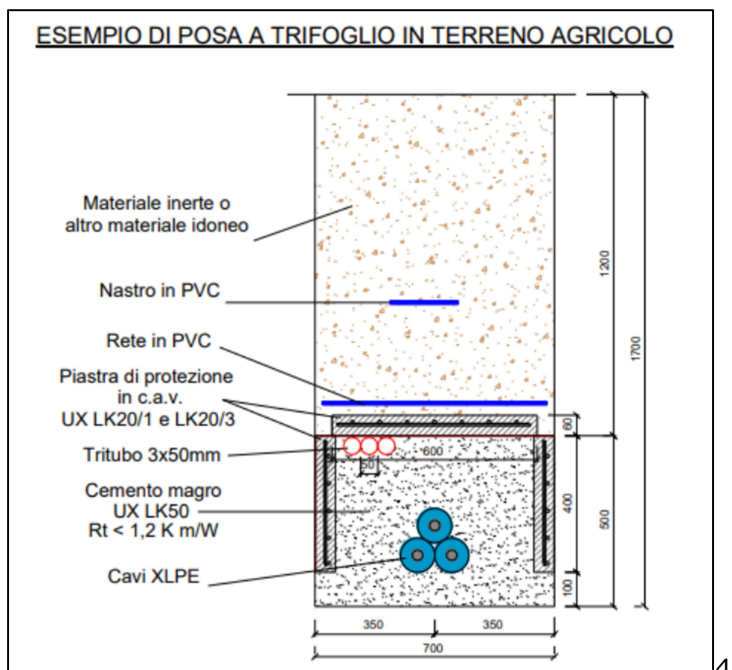 ESEMPIO DI POSA A TRIFOGLIO IN TERRENO AGRICOLO
Materiale inerte o
altro materiale idoneo
Nastro in PVC
Rete in PVC
Piastra di protezione
in c.a.v.
UX LK20/1 e LK20/3
Tritubo 3x50mm
Cemento magro
UX LK50
Rt < 1,2 K m/W
Cavi XLPE
1200
1700
60
600
50
400
500
100
350
350
700
4